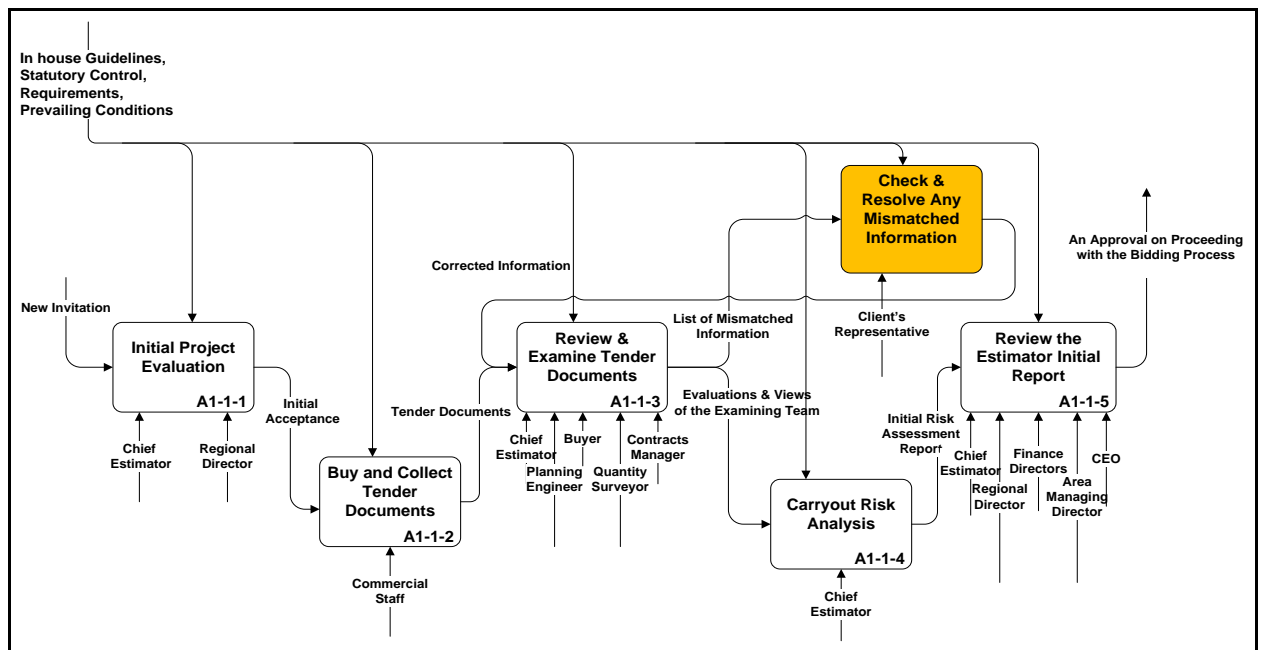 In house Guidelines,
Statutory Control,
Requirements,
Prevailing Conditions
Check &
Resolve Any
Mismatched
Information
An Approval on Proceeding
with the Bidding Process
Corrected Information
New Invitation
List of Mismatched
Information
Client's
Representative
Initial Project
Evaluation
A1-1-1
Review &
Examine Tender
Documents
A1-1-3
Review the
Estimator Initial
Report
A1-1-5
Initial
Acceptance
Tender Documents
Evaluations & Views
of the Examining Team
Initial Risk
Assessment
Report
Chief
Estimator
Regional
Director
Chief
Estimator
Planning
Engineer
Buyer
Quantity
Surveyor
Contracts
Manager
Chief
Estimator
Regional
Director
Finance
Directors
Area
Managing
Director
CEO
Buy and Collect
Tender
Documents
A1-1-2
Carryout Risk
Analysis
A1-1-4
Commercial
Staff
Chief
Estimator